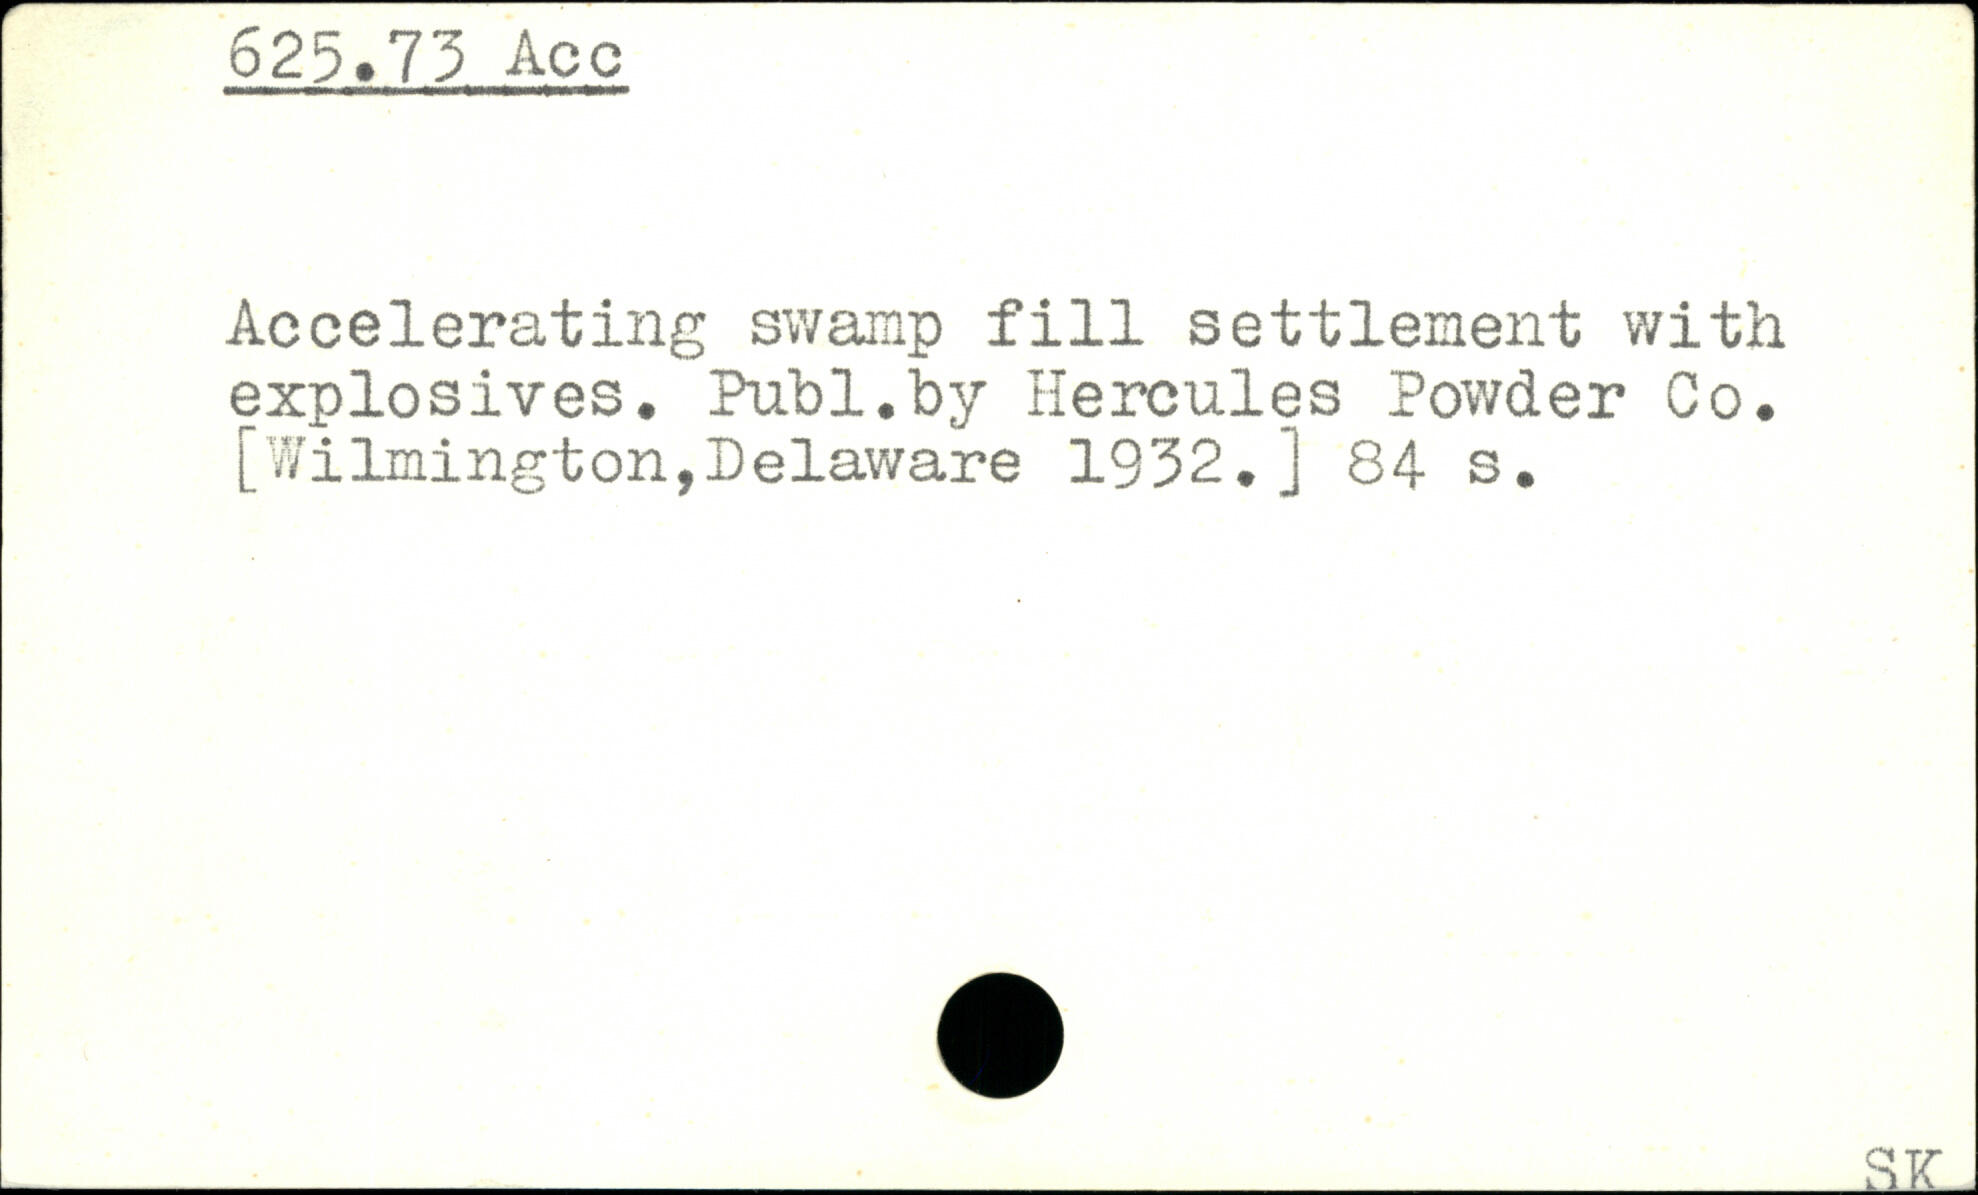 625.73 Acc
Accelerating swamp fill settlement with
explosives. Publ.by Hercules Powder Co.
[Wilmington,Delaware 1932.] 84 s.
SK